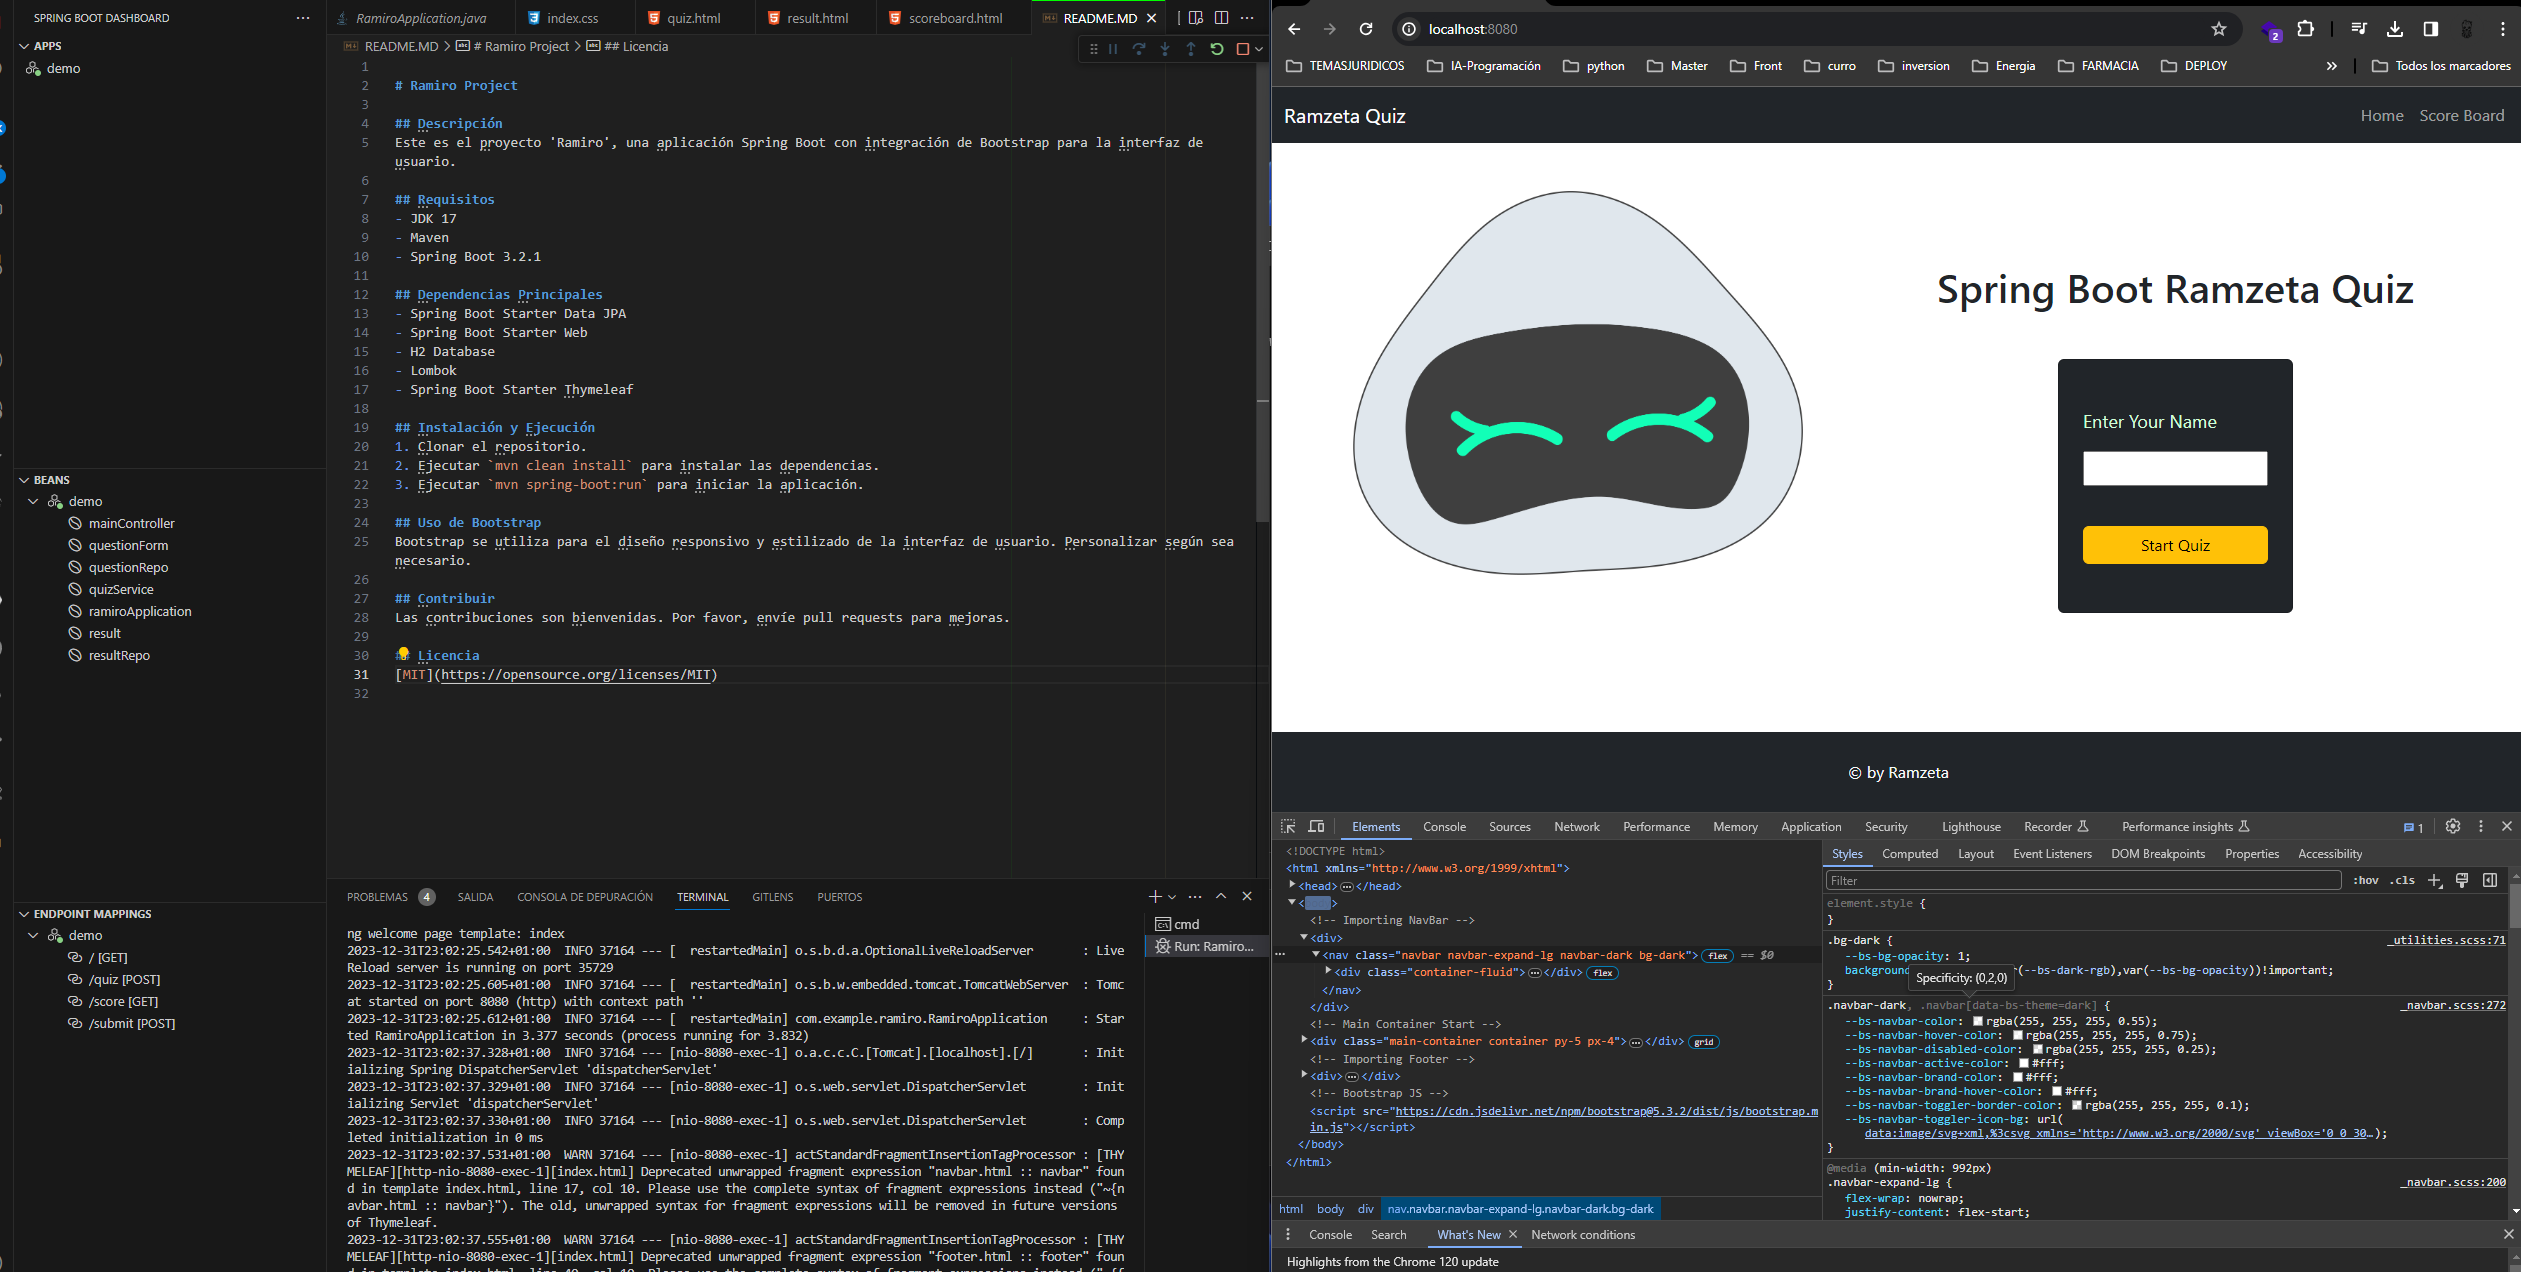 SPRING BOOT DASHBOARD
APPS
demo
BEANS
demo
mainController
questionForm
questionRepo
quizService
ramiroApplication
result
resultRepo
ENDPOINT MAPPINGS
demo
/ [GET]
/quiz [POST]
/score [GET]
/submit [POST]
RamiroApplication.java index.css quiz.html result.html scoreboard.html README.MD
README.MD > # Ramiro Project > ## Licencia
1
2 # Ramiro Project
3
4 ## Descripción
5 Este es el proyecto 'Ramiro', una aplicación Spring Boot con integración de Bootstrap para la interfaz de
usuario.
6
7 ## Requisitos
8 - JDK 17
9 - Maven
10 - Spring Boot 3.2.1
11
12 ## Dependencias Principales
13 - Spring Boot Starter Data JPA
14 - Spring Boot Starter Web
15 - H2 Database
16 - Lombok
17 - Spring Boot Starter Thymeleaf
18
19 ## Instalación y Ejecución
20 1. Clonar el repositorio.
21 2. Ejecutar `mvn clean install` para instalar las dependencias.
22 3. Ejecutar `mvn spring-boot:run` para iniciar la aplicación.
23
24 ## Uso de Bootstrap
25 Bootstrap se utiliza para el diseño responsivo y estilizado de la interfaz de usuario. Personalizar según sea
necesario.
26
27 ## Contribuir
28 Las contribuciones son bienvenidas. Por favor, envíe pull requests para mejoras.
29
30 ## Licencia
31 [MIT](https://opensource.org/licenses/MIT)
32
PROBLEMAS 4 SALIDA CONSOLA DE DEPURACIÓN TERMINAL GITLENS PUERTOS
cmd
Run: Ramiro...
ng welcome page template: index
2023-12-31T23:02:25.542+01:00  INFO 37164 --- [  restartedMain] o.s.b.d.a.OptionalLiveReloadServer       : Live
Reload server is running on port 35729
2023-12-31T23:02:25.605+01:00  INFO 37164 --- [  restartedMain] o.s.b.w.embedded.tomcat.TomcatWebServer  : Tomc
at started on port 8080 (http) with context path ''
2023-12-31T23:02:25.612+01:00  INFO 37164 --- [  restartedMain] com.example.ramiro.RamiroApplication     : Star
ted RamiroApplication in 3.377 seconds (process running for 3.832)
2023-12-31T23:02:37.328+01:00  INFO 37164 --- [nio-8080-exec-1] o.a.c.c.C.[Tomcat].[localhost].[/]       : Init
ializing Spring DispatcherServlet 'dispatcherServlet'
2023-12-31T23:02:37.329+01:00  INFO 37164 --- [nio-8080-exec-1] o.s.web.servlet.DispatcherServlet        : Init
ializing Servlet 'dispatcherServlet'
2023-12-31T23:02:37.330+01:00  INFO 37164 --- [nio-8080-exec-1] o.s.web.servlet.DispatcherServlet        : Comp
leted initialization in 0 ms
2023-12-31T23:02:37.531+01:00  WARN 37164 --- [nio-8080-exec-1] actStandardFragmentInsertionTagProcessor : [THY
MELEAF][http-nio-8080-exec-1][index.html] Deprecated unwrapped fragment expression "navbar.html :: navbar" foun
d in template index.html, line 17, col 10. Please use the complete syntax of fragment expressions instead ("~{n
avbar.html :: navbar}"). The old, unwrapped syntax for fragment expressions will be removed in future versions
of Thymeleaf.
2023-12-31T23:02:37.555+01:00  WARN 37164 --- [nio-8080-exec-1] actStandardFragmentInsertionTagProcessor : [THY
MELEAF][http-nio-8080-exec-1][index.html] Deprecated unwrapped fragment expression "footer.html :: footer" foun
localhost:8080
2
TEMASJURIDICOS IA-Programación python Master Front curro inversion Energia FARMACIA DEPLOY » Todos los marcadores
Ramzeta Quiz
Home Score Board
Spring Boot Ramzeta Quiz
Enter Your Name
Start Quiz
© by Ramzeta
Elements Console Sources Network Performance Memory Application Security Lighthouse Recorder Performance insights 1
<!DOCTYPE html>
<html xmlns="http://www.w3.org/1999/xhtml">
<head>…</head>
<!-- Importing NavBar -->
<div>
<nav class="navbar navbar-expand-lg navbar-dark bg-dark"> flex == $0
<div class="container-fluid">…</div> flex
</nav>
</div>
<!-- Main Container Start -->
<div class="main-container container py-5 px-4">…</div> grid
<!-- Importing Footer -->
<div>…</div>
<!-- Bootstrap JS -->
<script src="https://cdn.jsdelivr.net/npm/bootstrap@5.3.2/dist/js/bootstrap.m
in.js"></script>
</body>
</html>
html body div nav.navbar.navbar-expand-lg.navbar-dark.bg-dark
Styles Computed Layout Event Listeners DOM Breakpoints Properties Accessibility
Filter :hov .cls
element.style {
}
.bg-dark { _utilities.scss:71
--bs-bg-opacity: 1;
background r(--bs-dark-rgb),var(--bs-bg-opacity))!important;
Specificity: (0,2,0)
}
.navbar-dark, .navbar[data-bs-theme=dark] { _navbar.scss:272
--bs-navbar-color: rgba(255, 255, 255, 0.55);
--bs-navbar-hover-color: rgba(255, 255, 255, 0.75);
--bs-navbar-disabled-color: rgba(255, 255, 255, 0.25);
--bs-navbar-active-color: #fff;
--bs-navbar-brand-color: #fff;
--bs-navbar-brand-hover-color: #fff;
--bs-navbar-toggler-border-color: rgba(255, 255, 255, 0.1);
--bs-navbar-toggler-icon-bg: url(
data:image/svg+xml,%3csvg xmlns='http://www.w3.org/2000/svg' viewBox='0 0 30…);
}
@media (min-width: 992px)
.navbar-expand-lg { _navbar.scss:200
flex-wrap: nowrap;
justify-content: flex-start;
Console Search What's New Network conditions
Highlights from the Chrome 120 update